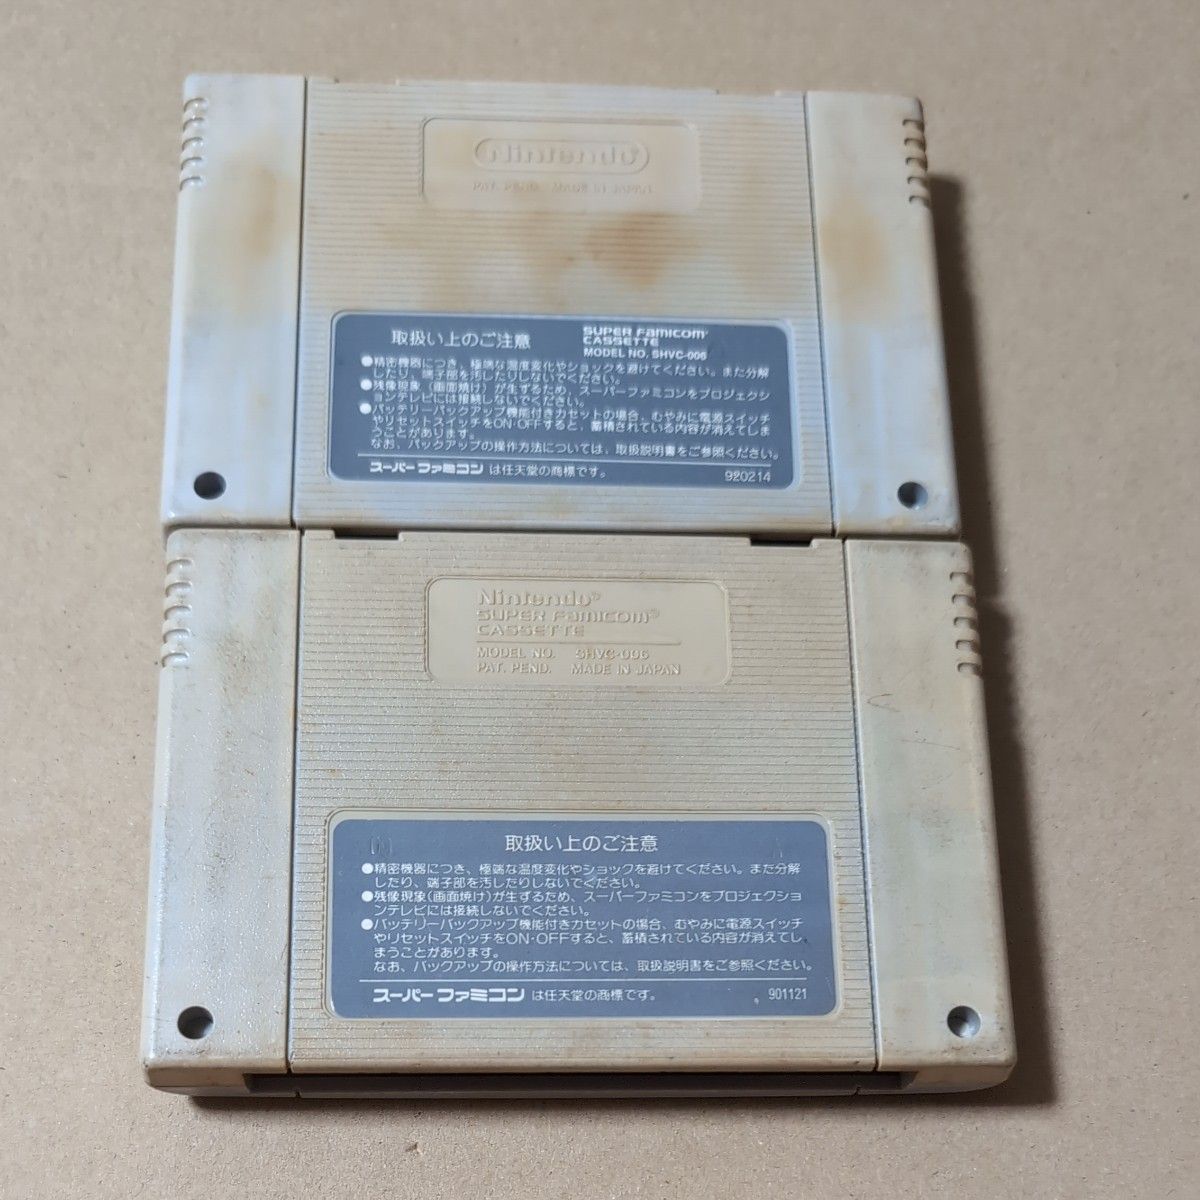 Nintendo®
PAT. PEND. MADE IN JAPAN
取扱い上のご注意
SUPER Famicom®
CASSETTE
MODEL NO. SHVC-006
●精密機器につき、極端な温度変化やショックを避けてください。また分解
したり、端子部を汚したりしないでください。
●残像現象(画面焼け)が生ずるため、スーパーファミコンをプロジェクシ
ョンテレビには接続しないでください。
●バッテリーバックアップ機能付きカセットの場合、むやみに電源スイッチ
やリセットスイッチをON・OFFすると、蓄積されている内容が消えてしま
うことがあります。
なお、バックアップの操作方法については、取扱説明書をご参照ください。
スーパーファミコン は任天堂の商標です。
920214
Nintendo®
SUPER Famicom®
CASSETTE
MODEL NO. SHVC-006
PAT. PEND. MADE IN JAPAN
取扱い上のご注意
●精密機器につき、極端な温度変化やショックを避けてください。また分解
したり、端子部を汚したりしないでください。
●残像現象(画面焼け)が生ずるため、スーパーファミコンをプロジェクショ
ンテレビには接続しないでください。
●バッテリーバックアップ機能付きカセットの場合、むやみに電源スイッチ
やリセットスイッチをON・OFFすると、蓄積されている内容が消えてし
まうことがあります。
なお、バックアップの操作方法については、取扱説明書をご参照ください。
スーパーファミコン は任天堂の商標です。
901121